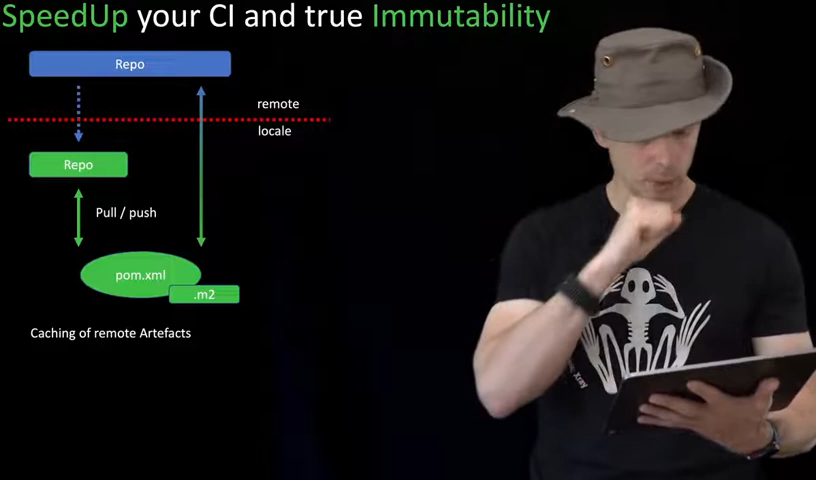 SpeedUp your CI and true Immutability
Repo
remote
locale
Repo
Pull / push
pom.xml
.m2
Caching of remote Artefacts